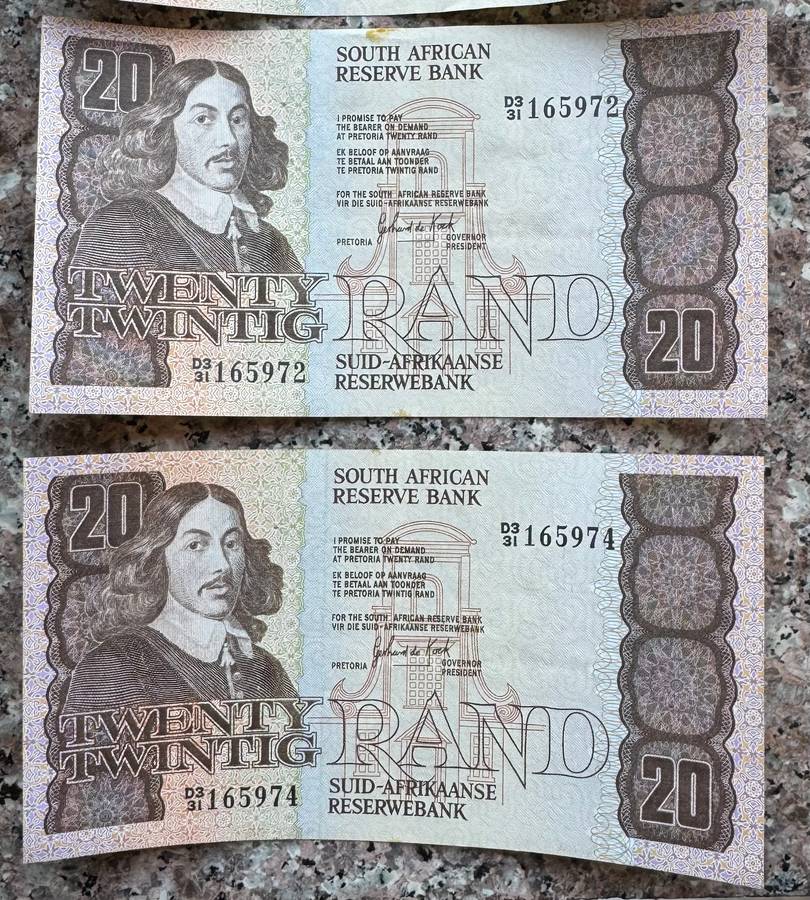 20
SOUTH AFRICAN
RESERVE BANK
D3
31 165972
I PROMISE TO PAY
THE BEARER ON DEMAND
AT PRETORIA TWENTY RAND
EK BELOOF OP AANVRAAG
TE BETAAL AAN TOONDER
TE PRETORIA TWINTIG RAND
FOR THE SOUTH AFRICAN RESERVE BANK
VIR DIE SUID-AFRIKAANSE RESERWEBANK
Gerhard de Kock
PRETORIA GOVERNOR
PRESIDENT
TWENTY
TWINTIG RAND
20
D3
31 165972
SUID-AFRIKAANSE
RESERWEBANK
20
SOUTH AFRICAN
RESERVE BANK
D3
31 165974
I PROMISE TO PAY
THE BEARER ON DEMAND
AT PRETORIA TWENTY RAND
EK BELOOF OP AANVRAAG
TE BETAAL AAN TOONDER
TE PRETORIA TWINTIG RAND
FOR THE SOUTH AFRICAN RESERVE BANK
VIR DIE SUID-AFRIKAANSE RESERWEBANK
Gerhard de Kock
PRETORIA GOVERNOR
PRESIDENT
TWENTY
TWINTIG RAND
20
D3
31 165974
SUID-AFRIKAANSE
RESERWEBANK